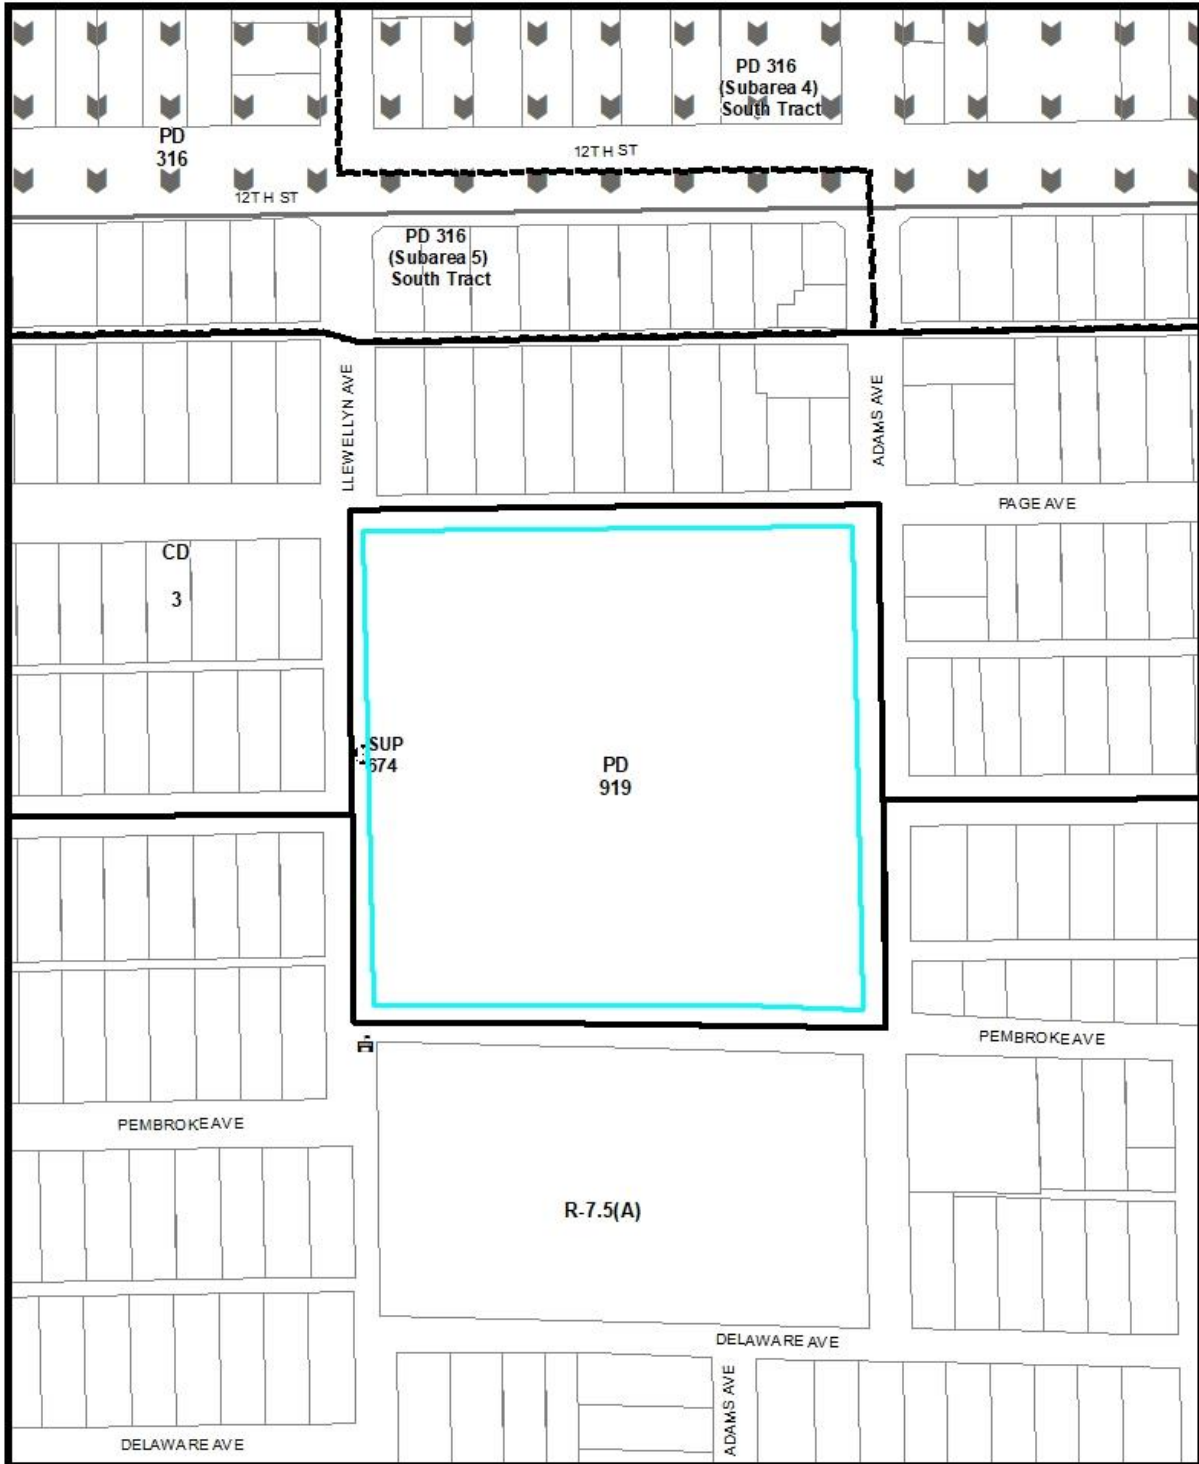 PD 316
(Subarea 4)
South Tract
PD
316
12TH ST
12TH ST
PD 316
(Subarea 5)
South Tract
LLEWELLYN AVE
ADAMS AVE
PAGE AVE
CD
3
SUP
674
PD
919
PEMBROKE AVE
PEMBROKE AVE
R-7.5(A)
DELAWARE AVE
ADAMS AVE
DELAWARE AVE